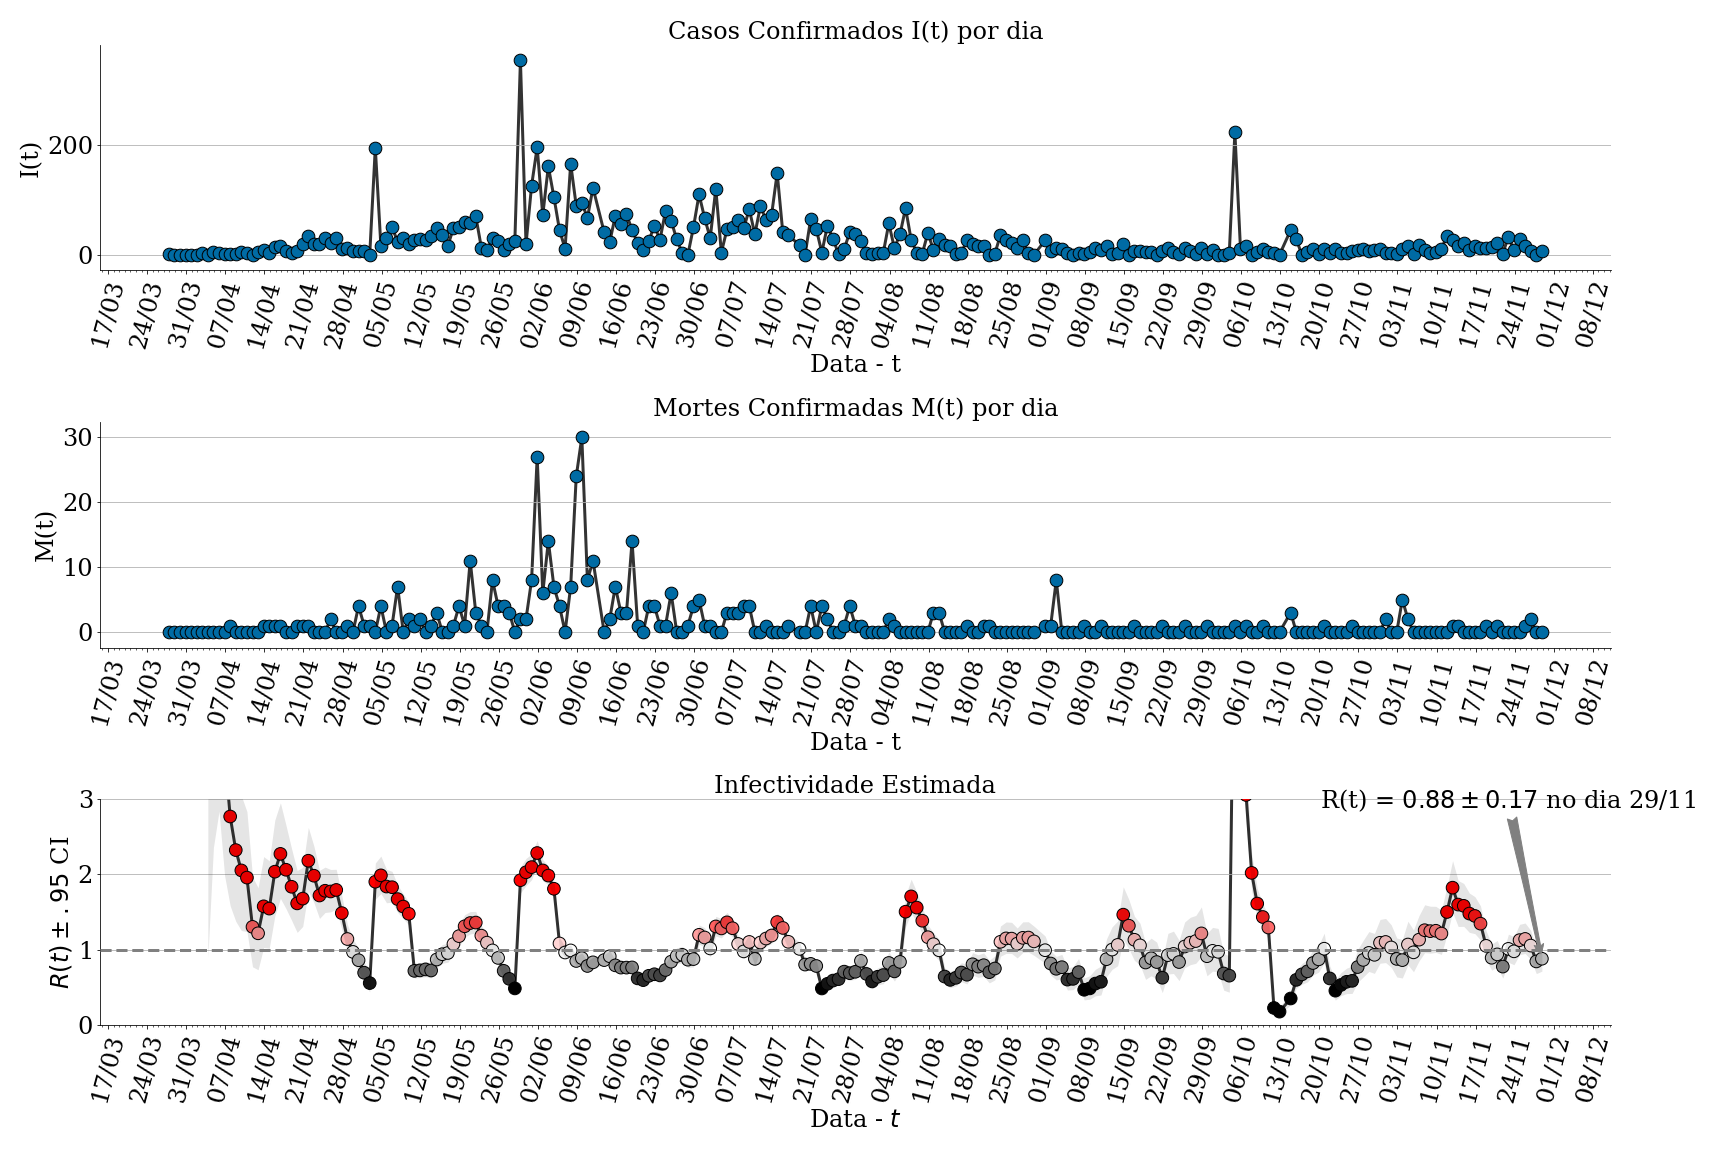 Casos Confirmados I(t) por dia
I(t)
200
0
17/03 24/03 31/03 07/04 14/04 21/04 28/04 05/05 12/05 19/05 26/05 02/06 09/06 16/06 23/06 30/06 07/07 14/07 21/07 28/07 04/08 11/08 18/08 25/08 01/09 08/09 15/09 22/09 29/09 06/10 13/10 20/10 27/10 03/11 10/11 17/11 24/11 01/12 08/12
Data - t
Mortes Confirmadas M(t) por dia
M(t)
30
20
10
0
17/03 24/03 31/03 07/04 14/04 21/04 28/04 05/05 12/05 19/05 26/05 02/06 09/06 16/06 23/06 30/06 07/07 14/07 21/07 28/07 04/08 11/08 18/08 25/08 01/09 08/09 15/09 22/09 29/09 06/10 13/10 20/10 27/10 03/11 10/11 17/11 24/11 01/12 08/12
Data - t
Infectividade Estimada
R(t) = 0.88 ± 0.17 no dia 29/11
R(t) ± .95 CI
3
2
1
0
17/03 24/03 31/03 07/04 14/04 21/04 28/04 05/05 12/05 19/05 26/05 02/06 09/06 16/06 23/06 30/06 07/07 14/07 21/07 28/07 04/08 11/08 18/08 25/08 01/09 08/09 15/09 22/09 29/09 06/10 13/10 20/10 27/10 03/11 10/11 17/11 24/11 01/12 08/12
Data - t